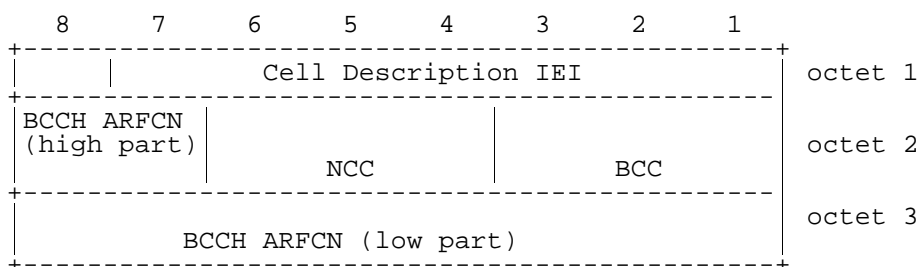 8 7 6 5 4 3 2 1
Cell Description IEI octet 1
BCCH ARFCN
(high part) octet 2
NCC BCC
octet 3
BCCH ARFCN (low part)